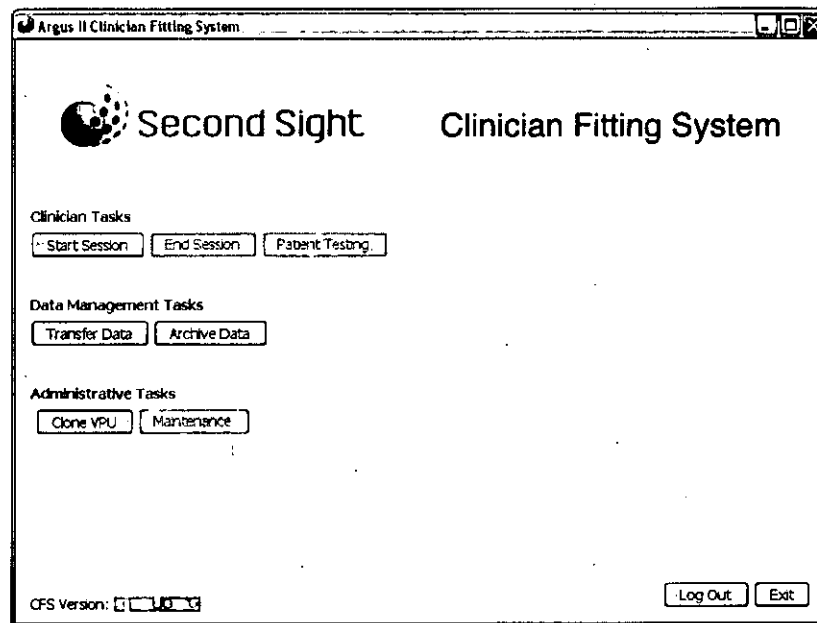 Argus II Clinician Fitting System
Second Sight
Clinician Fitting System
Clinician Tasks
Start Session End Session Patient Testing
Data Management Tasks
Transfer Data Archive Data
Administrative Tasks
Clone VPU Maintenance
Log Out Exit
CFS Version: